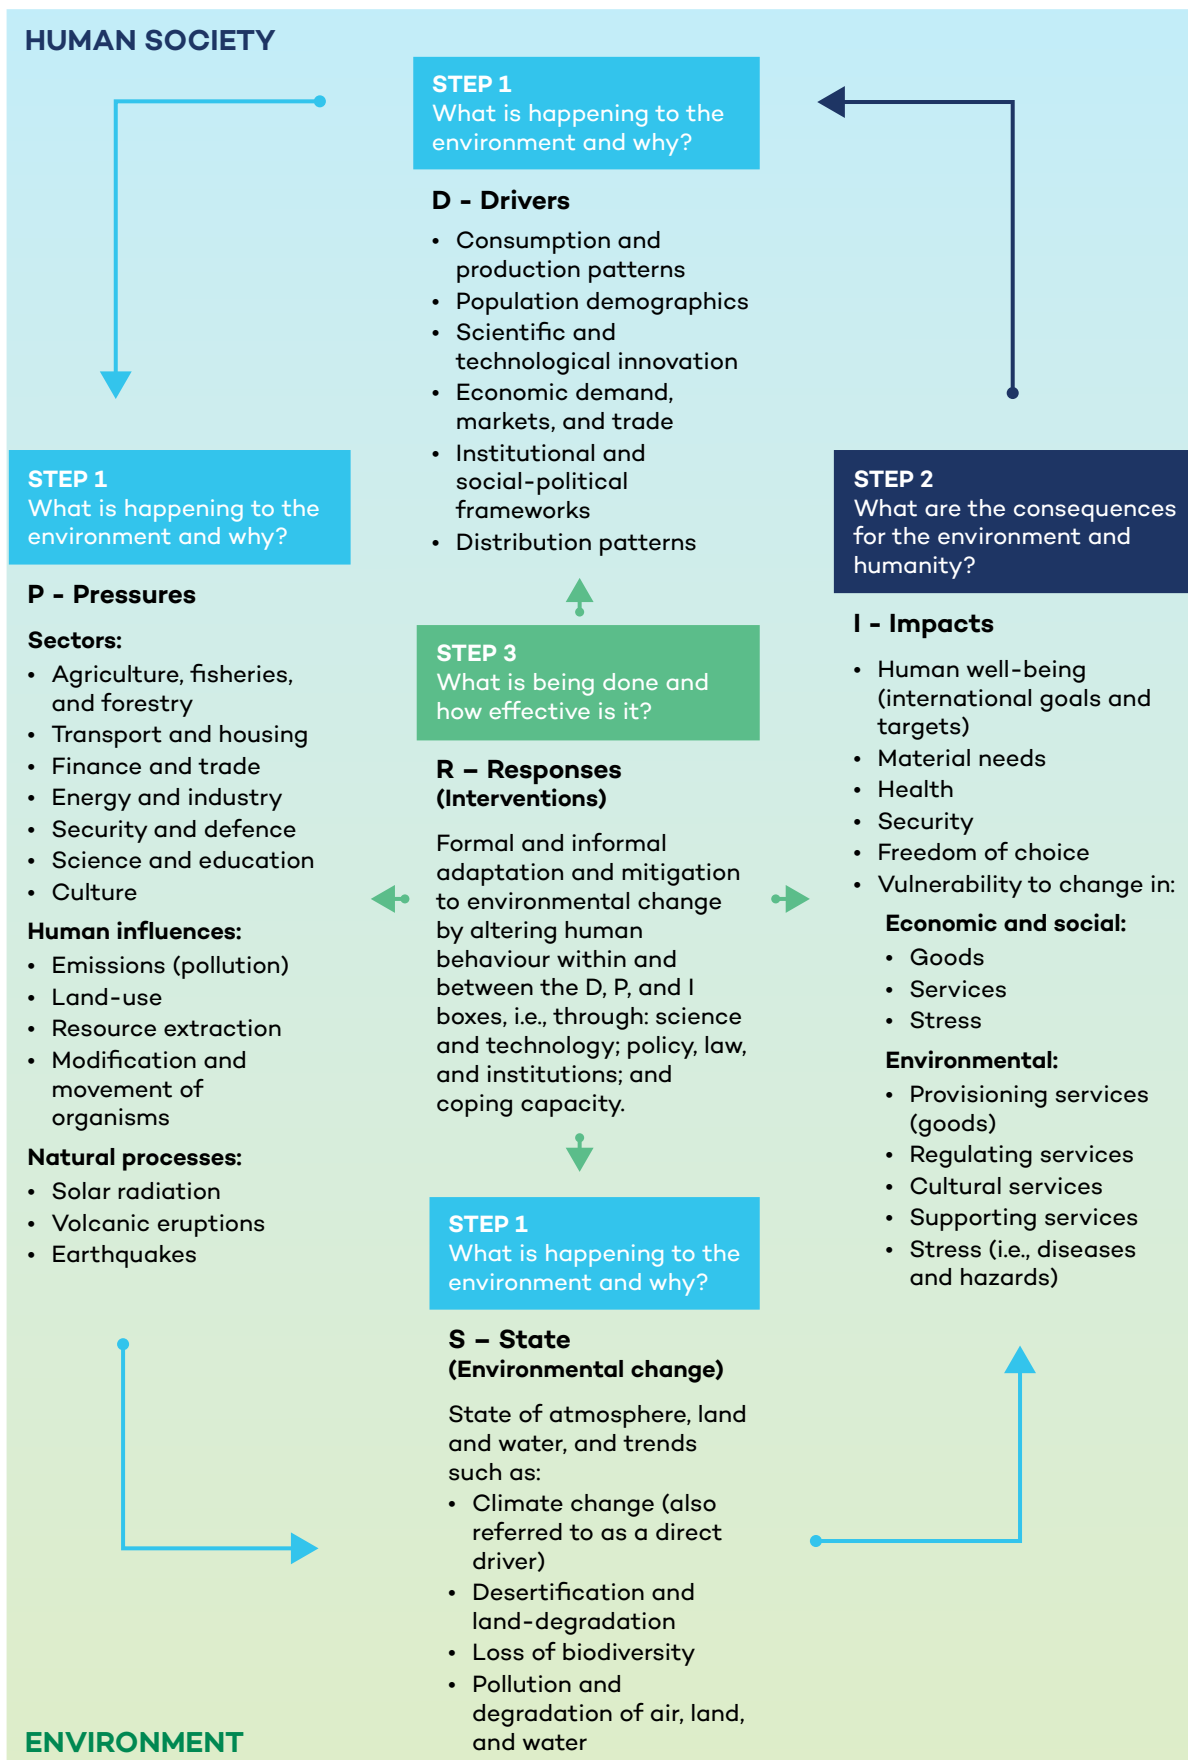 HUMAN SOCIETY
STEP 1
What is happening to the
environment and why?
D - Drivers
• Consumption and
production patterns
• Population demographics
• Scientific and
technological innovation
• Economic demand,
markets, and trade
• Institutional and
social-political
frameworks
• Distribution patterns
STEP 1
What is happening to the
environment and why?
P - Pressures
Sectors:
• Agriculture, fisheries,
and forestry
• Transport and housing
• Finance and trade
• Energy and industry
• Security and defence
• Science and education
• Culture
Human influences:
• Emissions (pollution)
• Land-use
• Resource extraction
• Modification and
movement of
organisms
Natural processes:
• Solar radiation
• Volcanic eruptions
• Earthquakes
STEP 3
What is being done and
how effective is it?
R – Responses
(Interventions)
Formal and informal
adaptation and mitigation
to environmental change
by altering human
behaviour within and
between the D, P, and I
boxes, i.e., through: science
and technology; policy, law,
and institutions; and
coping capacity.
STEP 2
What are the consequences
for the environment and
humanity?
I - Impacts
• Human well-being
(international goals and
targets)
• Material needs
• Health
• Security
• Freedom of choice
• Vulnerability to change in:
Economic and social:
• Goods
• Services
• Stress
Environmental:
• Provisioning services
(goods)
• Regulating services
• Cultural services
• Supporting services
• Stress (i.e., diseases
and hazards)
STEP 1
What is happening to the
environment and why?
S – State
(Environmental change)
State of atmosphere, land
and water, and trends
such as:
• Climate change (also
referred to as a direct
driver)
• Desertification and
land-degradation
• Loss of biodiversity
• Pollution and
degradation of air, land,
and water
ENVIRONMENT